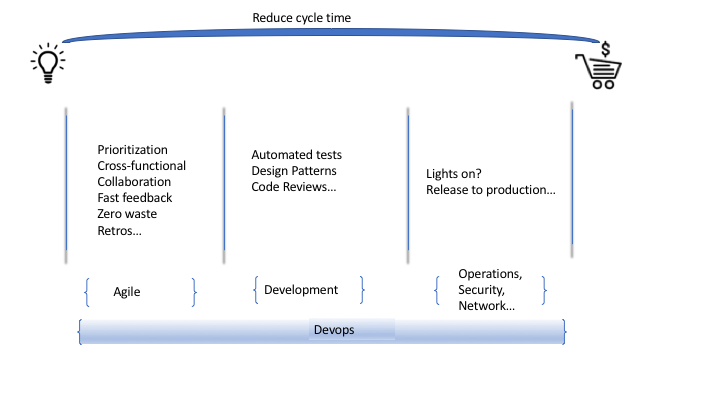 Reduce cycle time
$
Prioritization
Cross-functional
Collaboration
Fast feedback
Zero waste
Retros...
Automated tests
Design Patterns
Code Reviews...
Lights on?
Release to production...
Agile
Development
Operations,
Security,
Network...
Devops